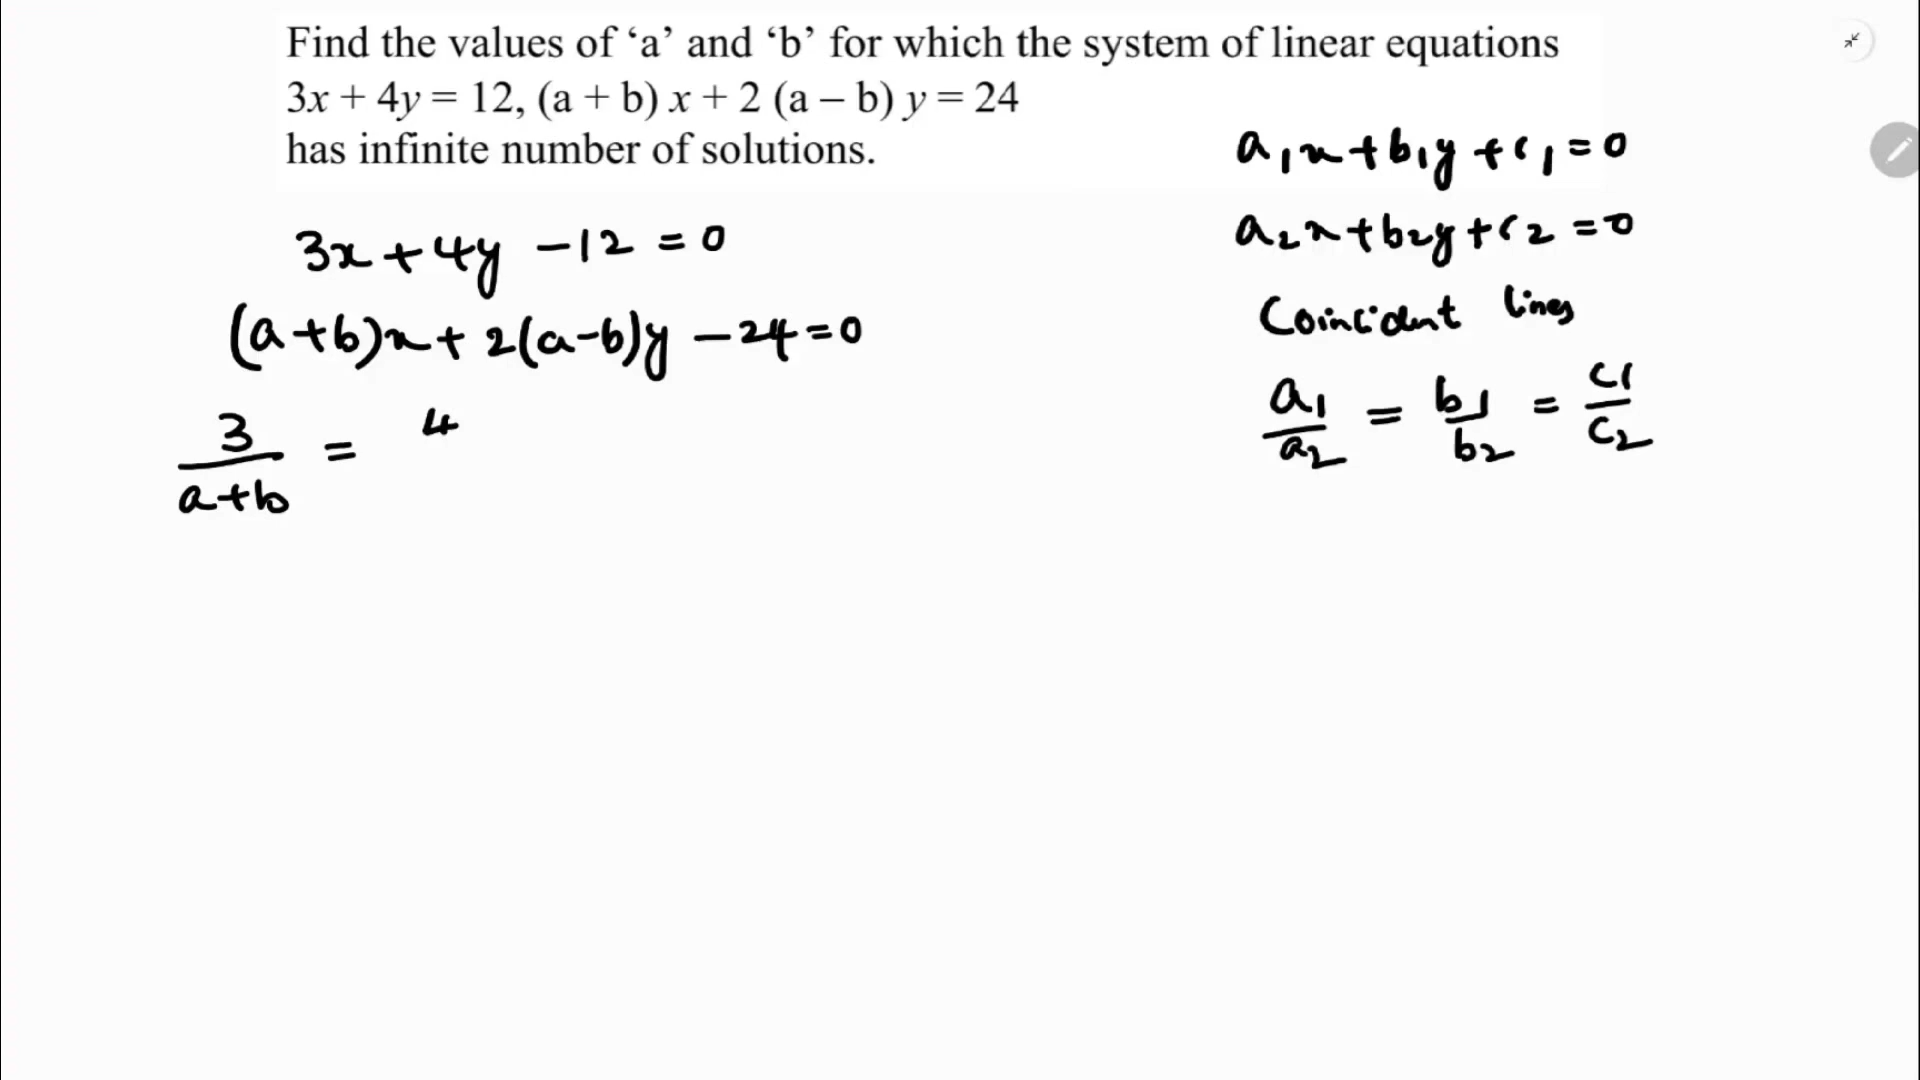 Find the values of ‘a’ and ‘b’ for which the system of linear equations
3x + 4y = 12, (a + b) x + 2 (a – b) y = 24
has infinite number of solutions.
a₁x+b₁y+c₁=0
a₂x+b₂y+c₂=0
Coincident lines
a₁/a₂ = b₁/b₂ = c₁/c₂
3x+4y-12=0
(a+b)x+2(a-b)y-24=0
3/a+b = 4